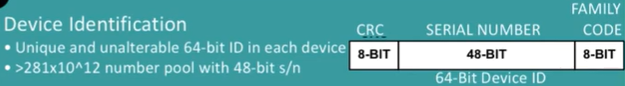 Device Identification
• Unique and unalterable 64-bit ID in each device
• >281x10^12 number pool with 48-bit s/n
FAMILY
CRC SERIAL NUMBER CODE
8-BIT 48-BIT 8-BIT
64-Bit Device ID